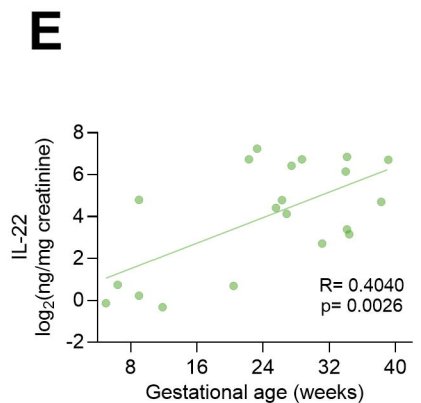 E
8
6
4
2
0
-2
IL-22
log₂(ng/mg creatinine)
R= 0.4040
p= 0.0026
8 16 24 32 40
Gestational age (weeks)